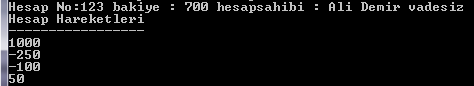 Hesap No:123 bakiye : 700 hesapsahibi : Ali Demir vadesiz
Hesap Hareketleri
-----------------
1000
-250
-100
50